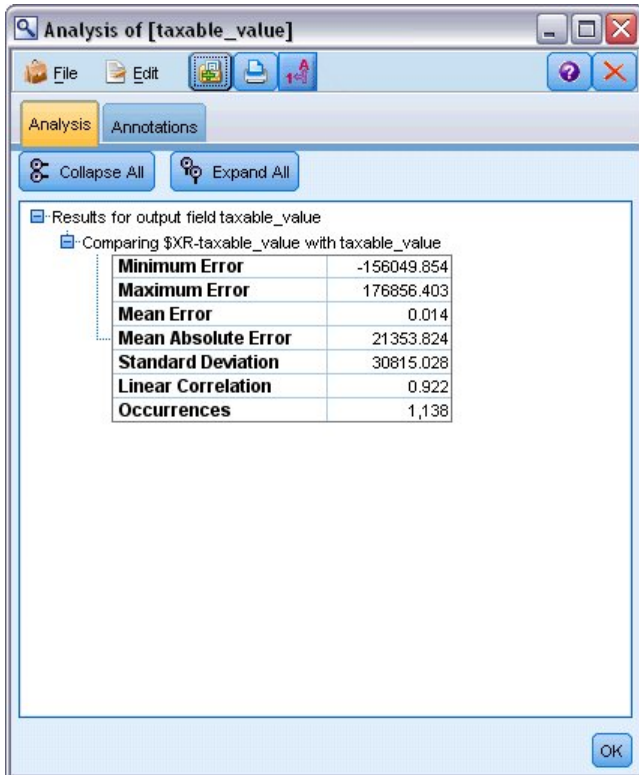 Analysis of [taxable_value]
File Edit
Analysis Annotations
Collapse All Expand All
Results for output field taxable_value
Comparing $XR-taxable_value with taxable_value
Minimum Error -156049.854
Maximum Error 176856.403
Mean Error 0.014
Mean Absolute Error 21353.824
Standard Deviation 30815.028
Linear Correlation 0.922
Occurrences 1,138
OK